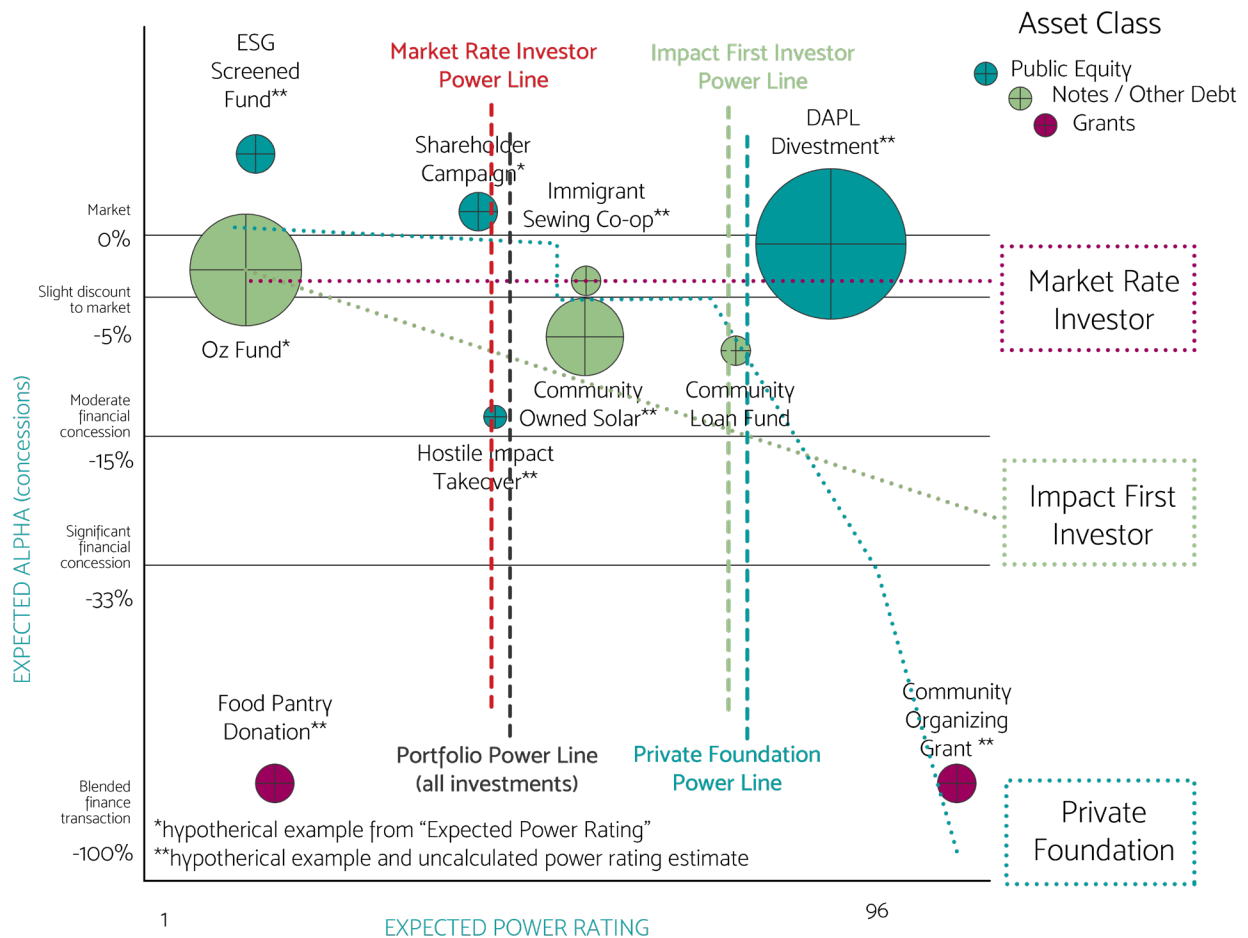 Asset Class
Public Equity
Notes / Other Debt
Grants
ESG
Screened
Fund**
Market Rate Investor
Power Line
Impact First Investor
Power Line
DAPL
Divestment**
Shareholder
Campaign*
Immigrant
Sewing Co-op**
Market
0%
Slight discount
to market
-5%
Oz Fund*
Market Rate
Investor
Community
Owned Solar**
Community
Loan Fund
Moderate
financial
concession
-15%
Hostile Impact
Takeover**
Impact First
Investor
Significant
financial
concession
-33%
EXPECTED ALPHA (concessions)
Food Pantry
Donation**
Community
Organizing
Grant **
Portfolio Power Line
(all investments)
Private Foundation
Power Line
Blended
finance
transaction
-100%
Private
Foundation
*hypotherical example from “Expected Power Rating”
**hypotherical example and uncalculated power rating estimate
1
96
EXPECTED POWER RATING